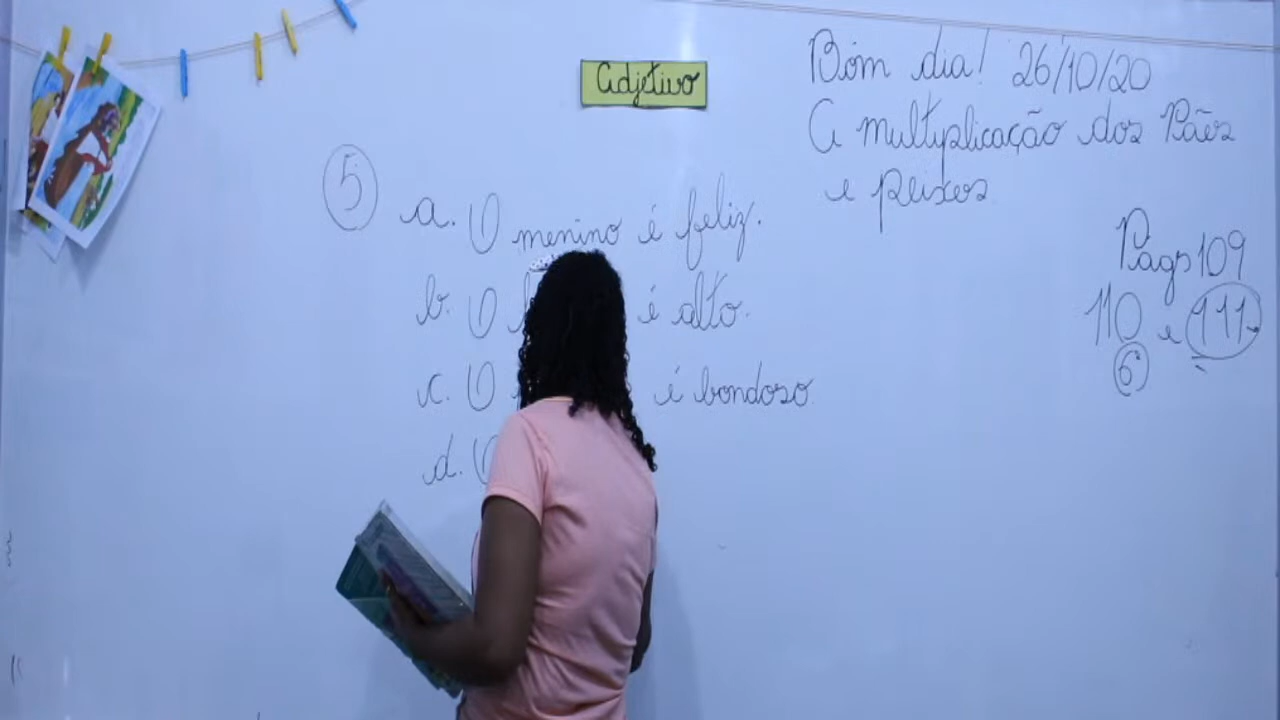 Adjetivo
Bom dia! 26/10/20
A multiplicação dos Pães
e peixes
Pags 109
110 e 111
6
5
a. O menino é feliz.
b. O é alto.
c. O é bondoso.
d. O